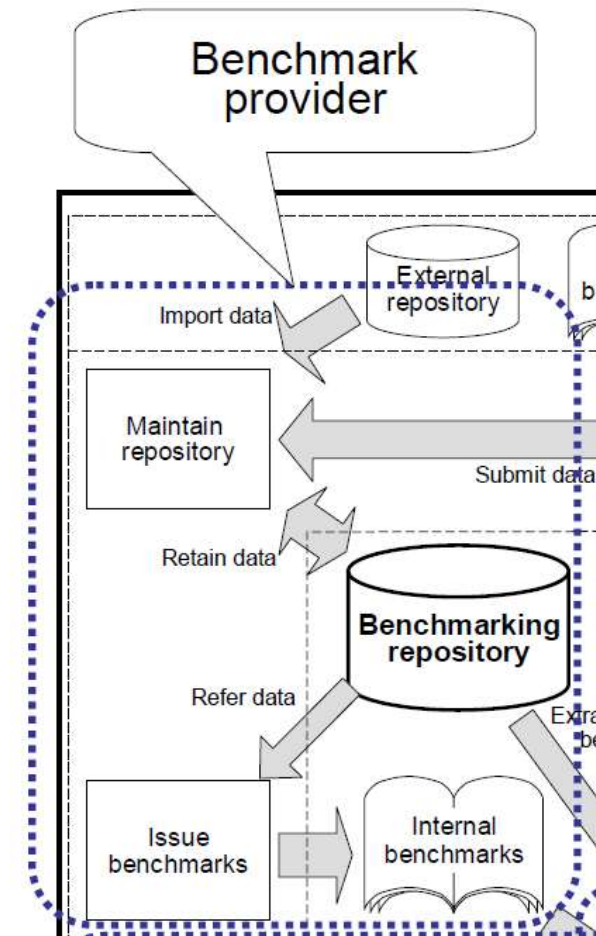 Benchmark
provider
External
repository
Import data
Maintain
repository
Submit data
Retain data
Benchmarking
repository
Refer data
Issue
benchmarks
Internal
benchmarks